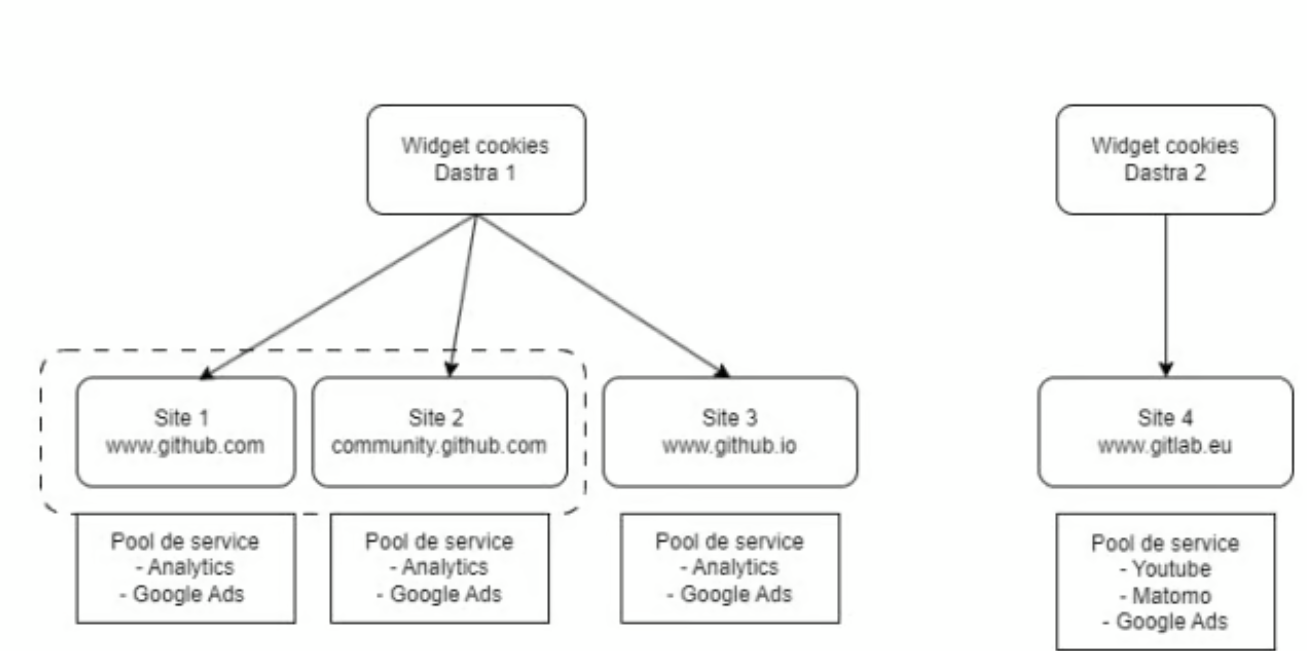 Widget cookies
Dastra 1
Widget cookies
Dastra 2
Site 1
www.github.com
Site 2
community.github.com
Site 3
www.github.io
Site 4
www.gitlab.eu
Pool de service
- Analytics
- Google Ads
Pool de service
- Analytics
- Google Ads
Pool de service
- Analytics
- Google Ads
Pool de service
- Youtube
- Matomo
- Google Ads